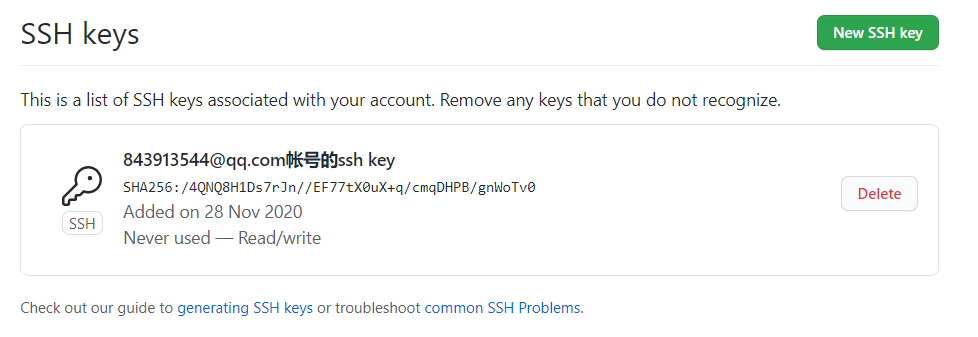 SSH keys
New SSH key
This is a list of SSH keys associated with your account. Remove any keys that you do not recognize.
843913544@qq.com帐号的ssh key
SHA256:/4QNQ8H1Ds7rJn//EF77tX0uX+q/cmqDHPB/gnWoTv0
Added on 28 Nov 2020
Never used — Read/write
SSH
Delete
Check out our guide to generating SSH keys or troubleshoot common SSH Problems.